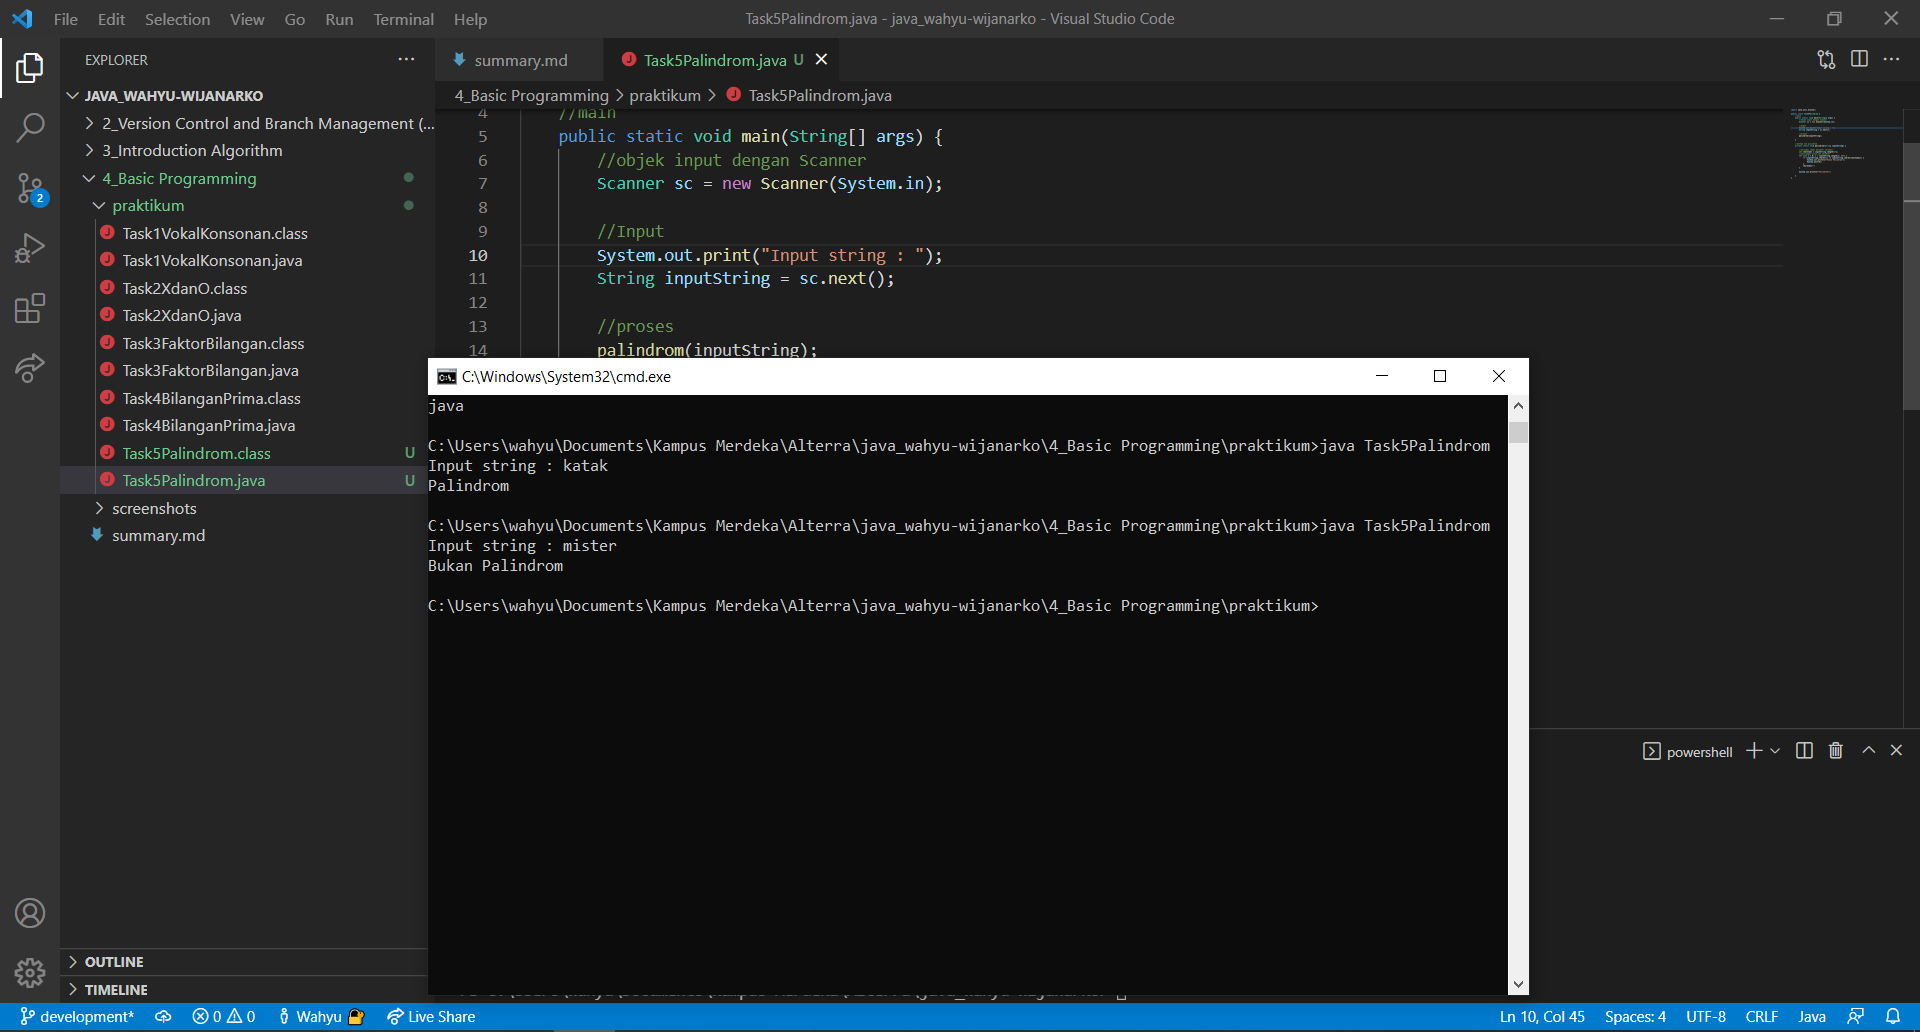 File Edit Selection View Go Run Terminal Help
Task5Palindrom.java - java_wahyu-wijanarko - Visual Studio Code
EXPLORER
JAVA_WAHYU-WIJANARKO
2_Version Control and Branch Management (...
3_Introduction Algorithm
4_Basic Programming
praktikum
Task1VokalKonsonan.class
Task1VokalKonsonan.java
Task2XdanO.class
Task2XdanO.java
Task3FaktorBilangan.class
Task3FaktorBilangan.java
Task4BilanganPrima.class
Task4BilanganPrima.java
Task5Palindrom.class U
Task5Palindrom.java U
screenshots
summary.md
OUTLINE
TIMELINE
2
summary.md
Task5Palindrom.java U
4_Basic Programming > praktikum > Task5Palindrom.java
4 //main
5 public static void main(String[] args) {
6 //objek input dengan Scanner
7 Scanner sc = new Scanner(System.in);
8
9 //Input
10 System.out.print("Input string : ");
11 String inputString = sc.next();
12
13 //proses
14 palindrom(inputString);
C:\Windows\System32\cmd.exe
java
C:\Users\wahyu\Documents\Kampus Merdeka\Alterra\java_wahyu-wijanarko\4_Basic Programming\praktikum>java Task5Palindrom
Input string : katak
Palindrom
C:\Users\wahyu\Documents\Kampus Merdeka\Alterra\java_wahyu-wijanarko\4_Basic Programming\praktikum>java Task5Palindrom
Input string : mister
Bukan Palindrom
C:\Users\wahyu\Documents\Kampus Merdeka\Alterra\java_wahyu-wijanarko\4_Basic Programming\praktikum>
powershell
development* 0 0 Wahyu Live Share
Ln 10, Col 45 Spaces: 4 UTF-8 CRLF Java